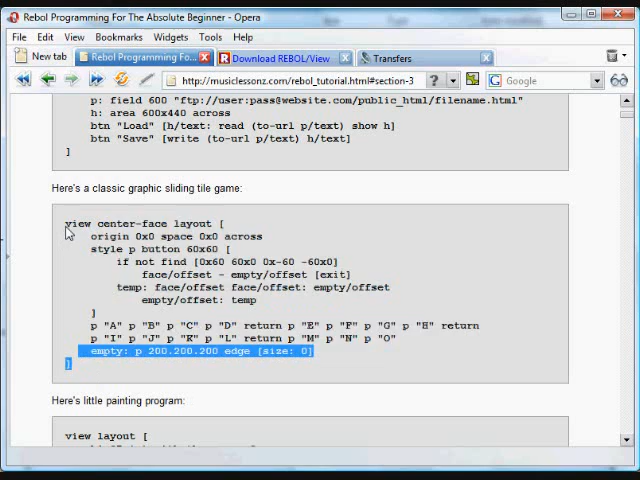 Rebol Programming For The Absolute Beginner - Opera
File Edit View Bookmarks Widgets Tools Help
New tab Rebol Programming For... Download REBOL/View Transfers
http://musiclessonz.com/rebol_tutorial.html#section-3 ? Google
p: field 600 "ftp://user:pass@website.com/public_html/filename.html"
h: area 600x440 across
btn "Load" [h/text: read (to-url p/text) show h]
btn "Save" [write (to-url p/text) h/text]
]
Here's a classic graphic sliding tile game:
view center-face layout [
origin 0x0 space 0x0 across
style p button 60x60 [
if not find [0x60 60x0 0x-60 -60x0]
face/offset - empty/offset [exit]
temp: face/offset face/offset: empty/offset
empty/offset: temp
]
p "A" p "B" p "C" p "D" return p "E" p "F" p "G" p "H" return
p "I" p "J" p "K" p "L" return p "M" p "N" p "O"
empty: p 200.200.200 edge [size: 0]
]
Here's little painting program:
view layout [